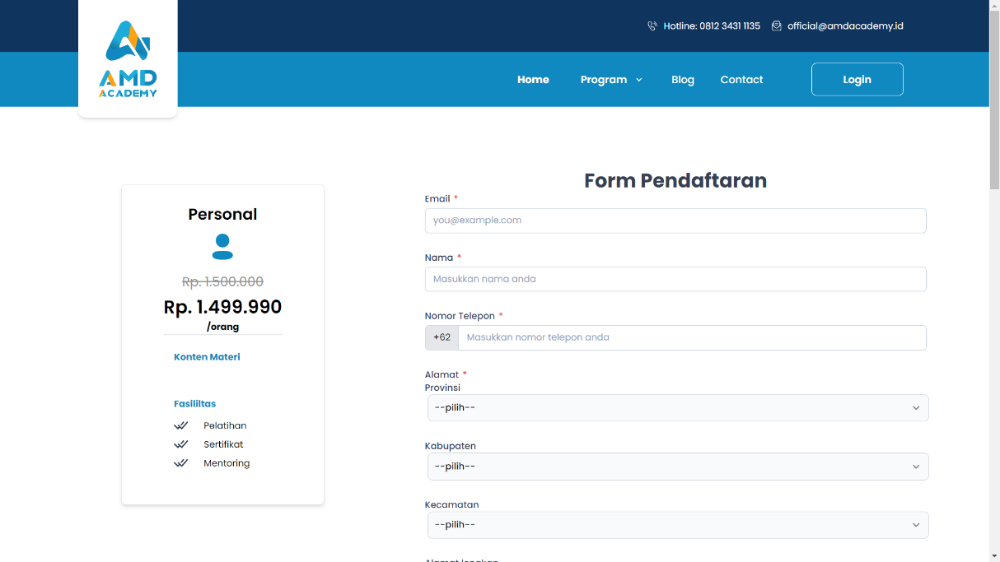 Hotline: 0812 3431 1135 official@amdacademy.id
AMD
ACADEMY
Home Program Blog Contact Login
Personal
Rp. 1.500.000
Rp. 1.499.990
/orang
Konten Materi
Fasililtas
Pelatihan
Sertifikat
Mentoring
Form Pendaftaran
Email *
you@example.com
Nama *
Masukkan nama anda
Nomor Telepon *
+62 Masukkan nomor telepon anda
Alamat *
Provinsi
--pilih--
Kabupaten
--pilih--
Kecamatan
--pilih--